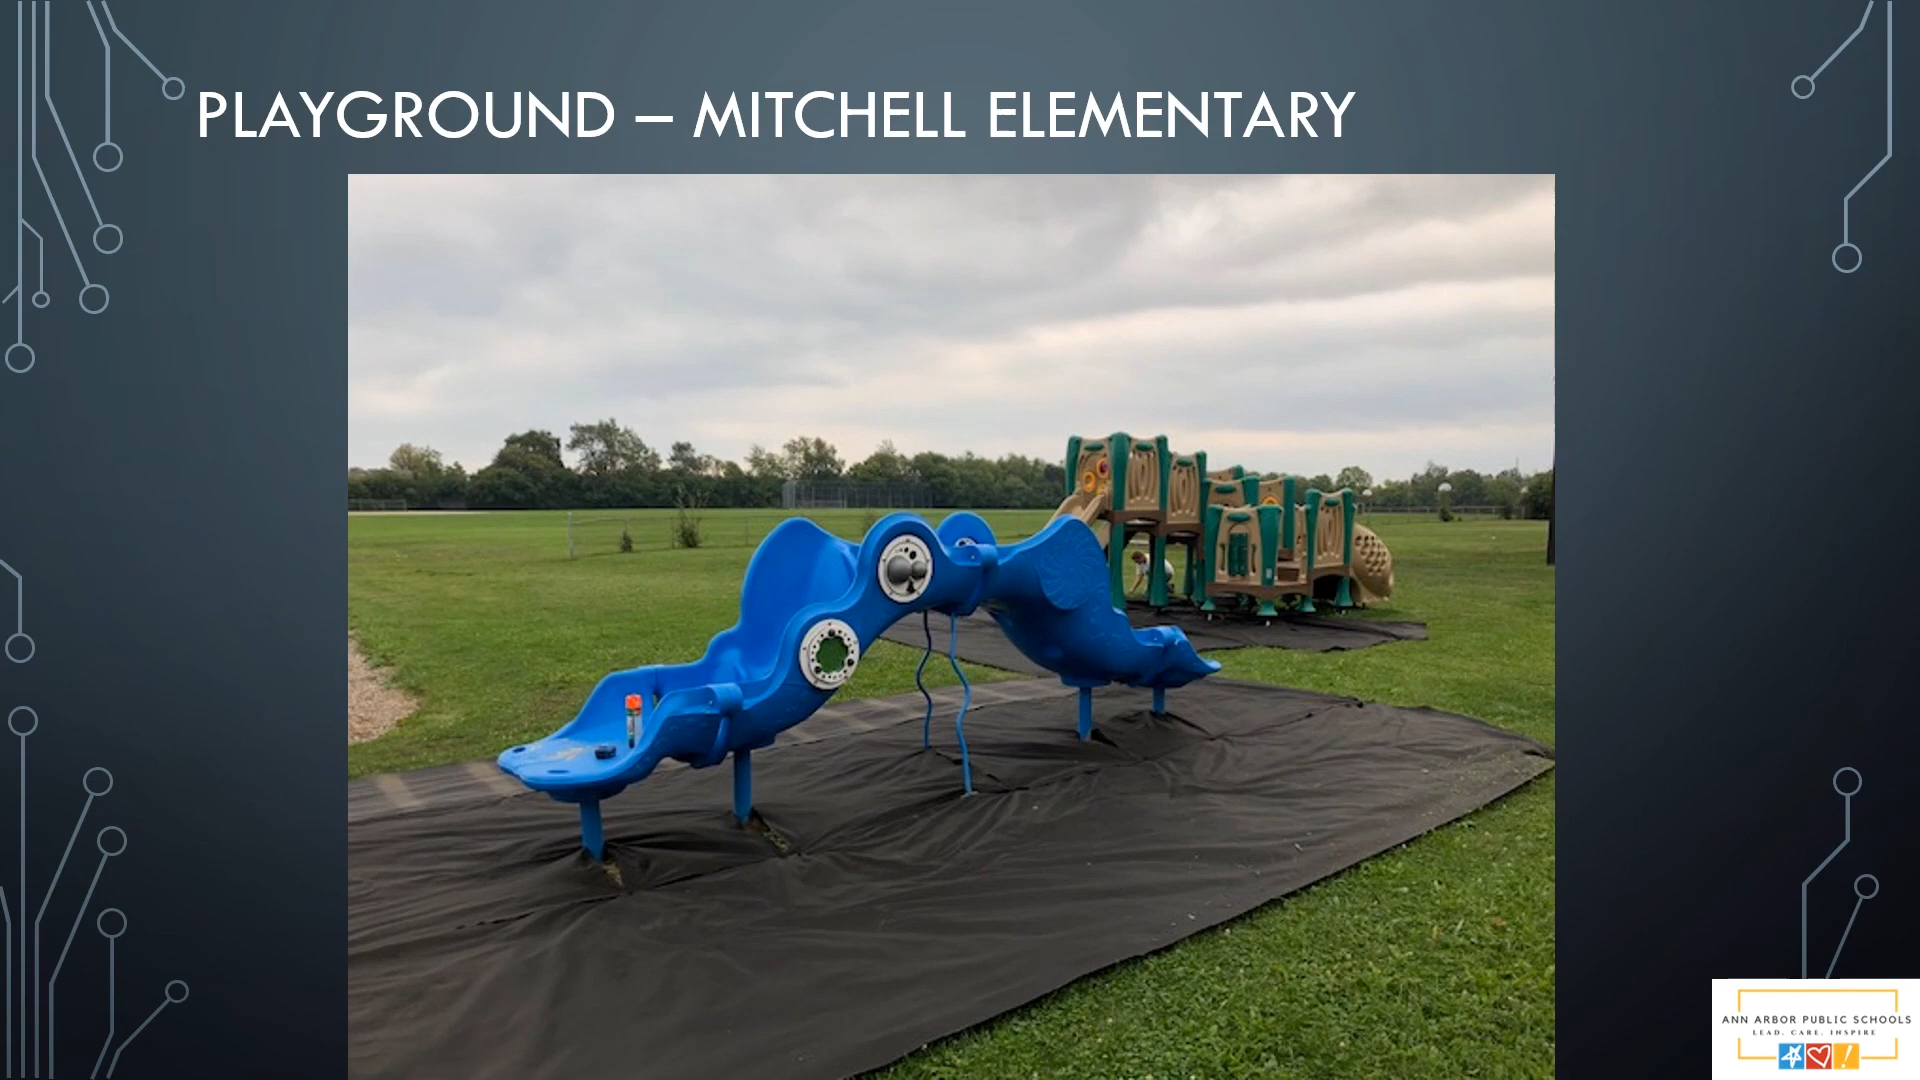 PLAYGROUND – MITCHELL ELEMENTARY
ANN ARBOR PUBLIC SCHOOLS
LEAD. CARE. INSPIRE